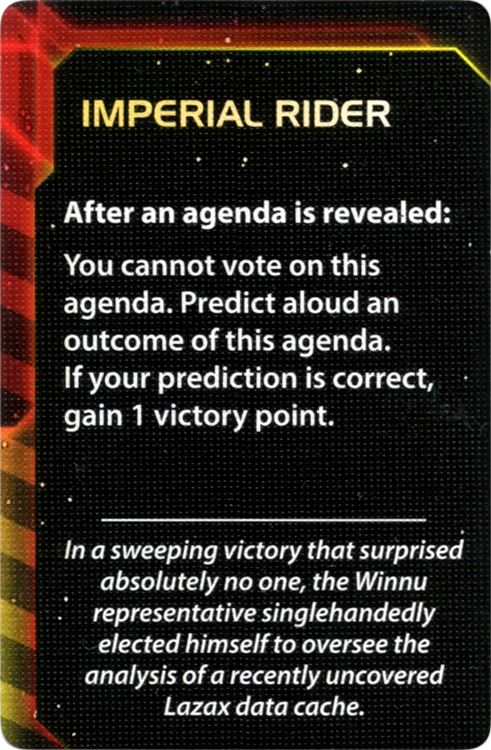 IMPERIAL RIDER
After an agenda is revealed:
You cannot vote on this
agenda. Predict aloud an
outcome of this agenda.
If your prediction is correct,
gain 1 victory point.
In a sweeping victory that surprised
absolutely no one, the Winnu
representative singlehandedly
elected himself to oversee the
analysis of a recently uncovered
Lazax data cache.